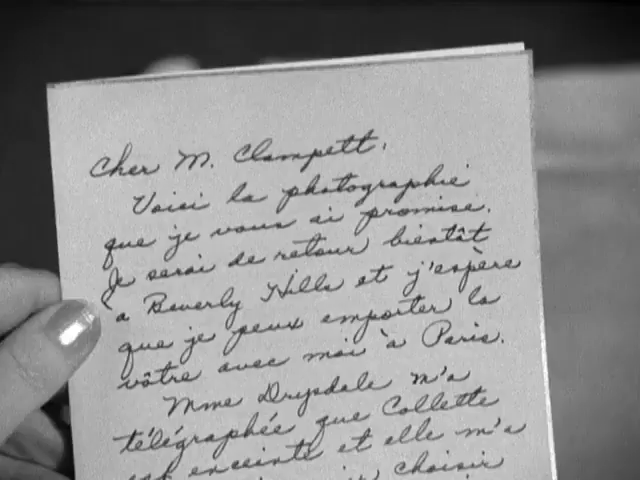 Cher M. Clampett,
Voici la photographie
que je vous ai promise.
Je serai de retour bientôt
à Beverly Hills et j'espère
que je peux emporter la
vôtre avec moi à Paris.
Mme Drysdale m'a
télégraphée que Collette
est enceinte et elle m'a
choisir